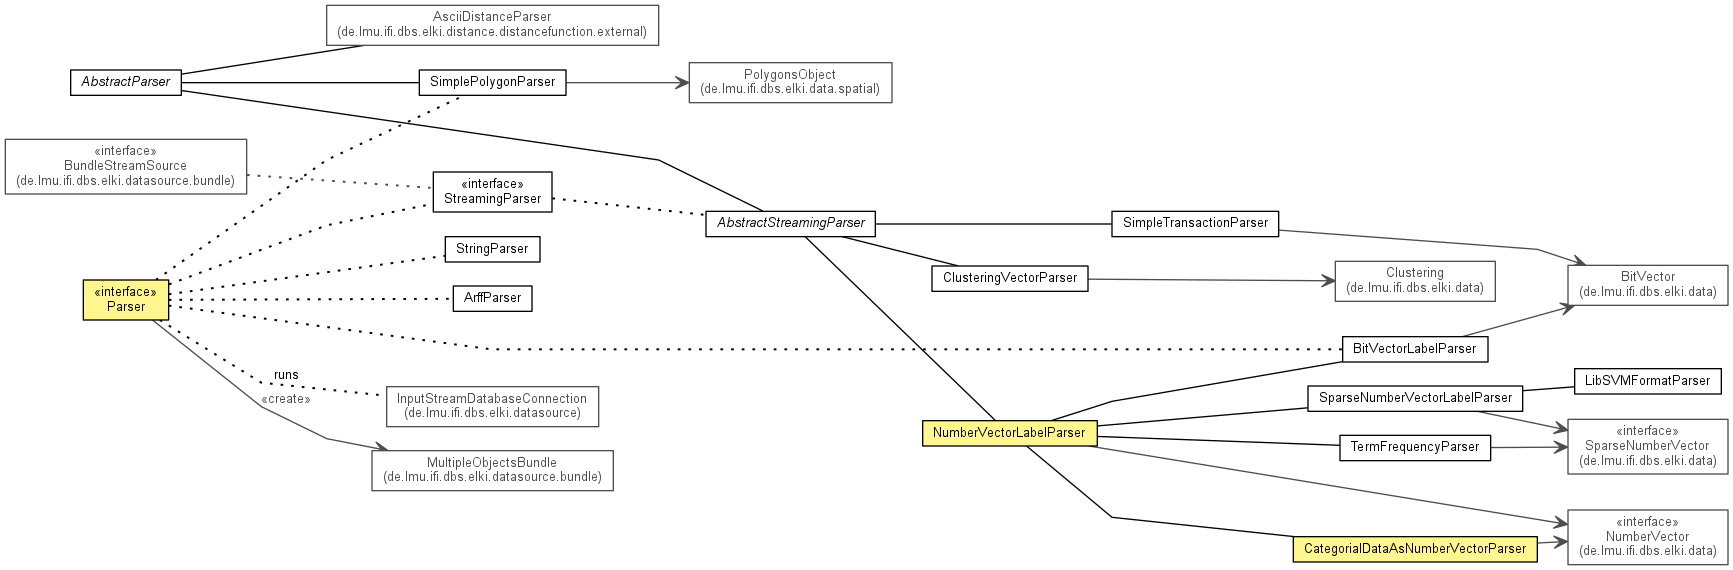 AsciiDistanceParser
(de.lmu.ifi.dbs.elki.distance.distancefunction.external)
AbstractParser
SimplePolygonParser
PolygonsObject
(de.lmu.ifi.dbs.elki.data.spatial)
«interface»
BundleStreamSource
(de.lmu.ifi.dbs.elki.datasource.bundle)
«interface»
StreamingParser
AbstractStreamingParser
SimpleTransactionParser
StringParser
ClusteringVectorParser
Clustering
(de.lmu.ifi.dbs.elki.data)
BitVector
(de.lmu.ifi.dbs.elki.data)
«interface»
Parser
ArffParser
BitVectorLabelParser
runs
«create»
InputStreamDatabaseConnection
(de.lmu.ifi.dbs.elki.datasource)
LibSVMFormatParser
SparseNumberVectorLabelParser
NumberVectorLabelParser
TermFrequencyParser
«interface»
SparseNumberVector
(de.lmu.ifi.dbs.elki.data)
MultipleObjectsBundle
(de.lmu.ifi.dbs.elki.datasource.bundle)
«interface»
NumberVector
(de.lmu.ifi.dbs.elki.data)
CategorialDataAsNumberVectorParser